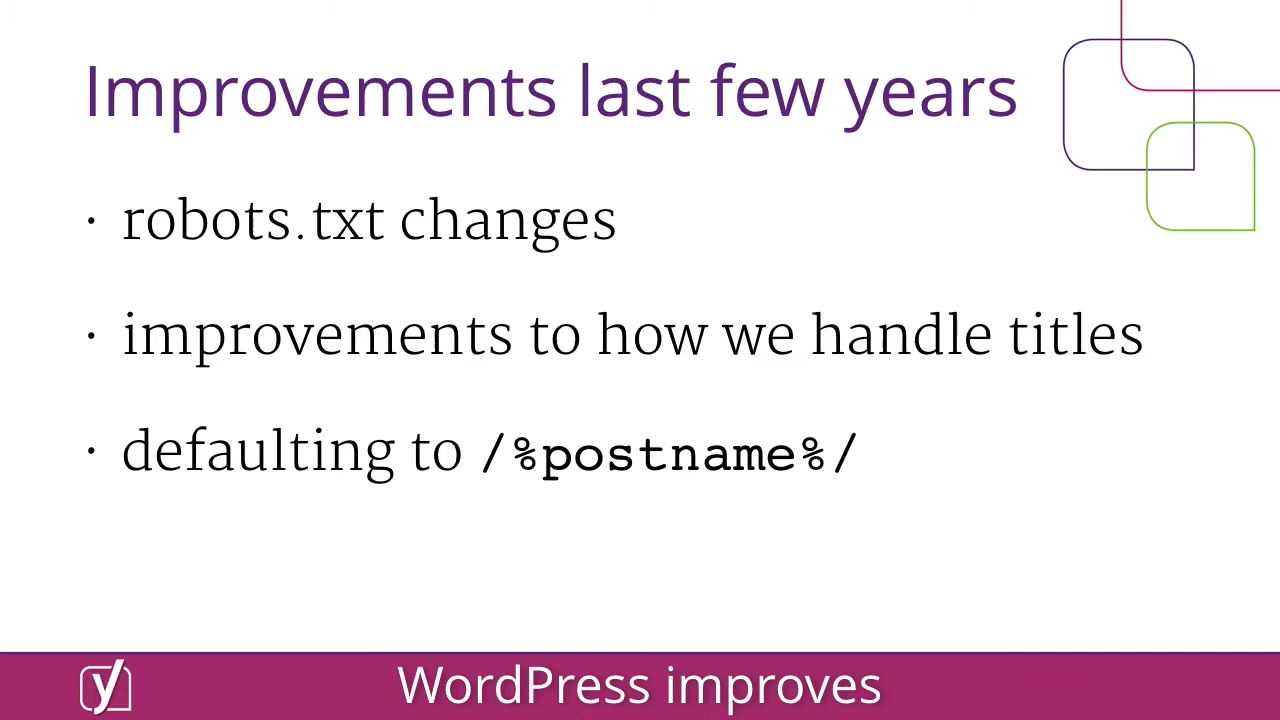 Improvements last few years
· robots.txt changes
· improvements to how we handle titles
· defaulting to /%postname%/
y WordPress improves